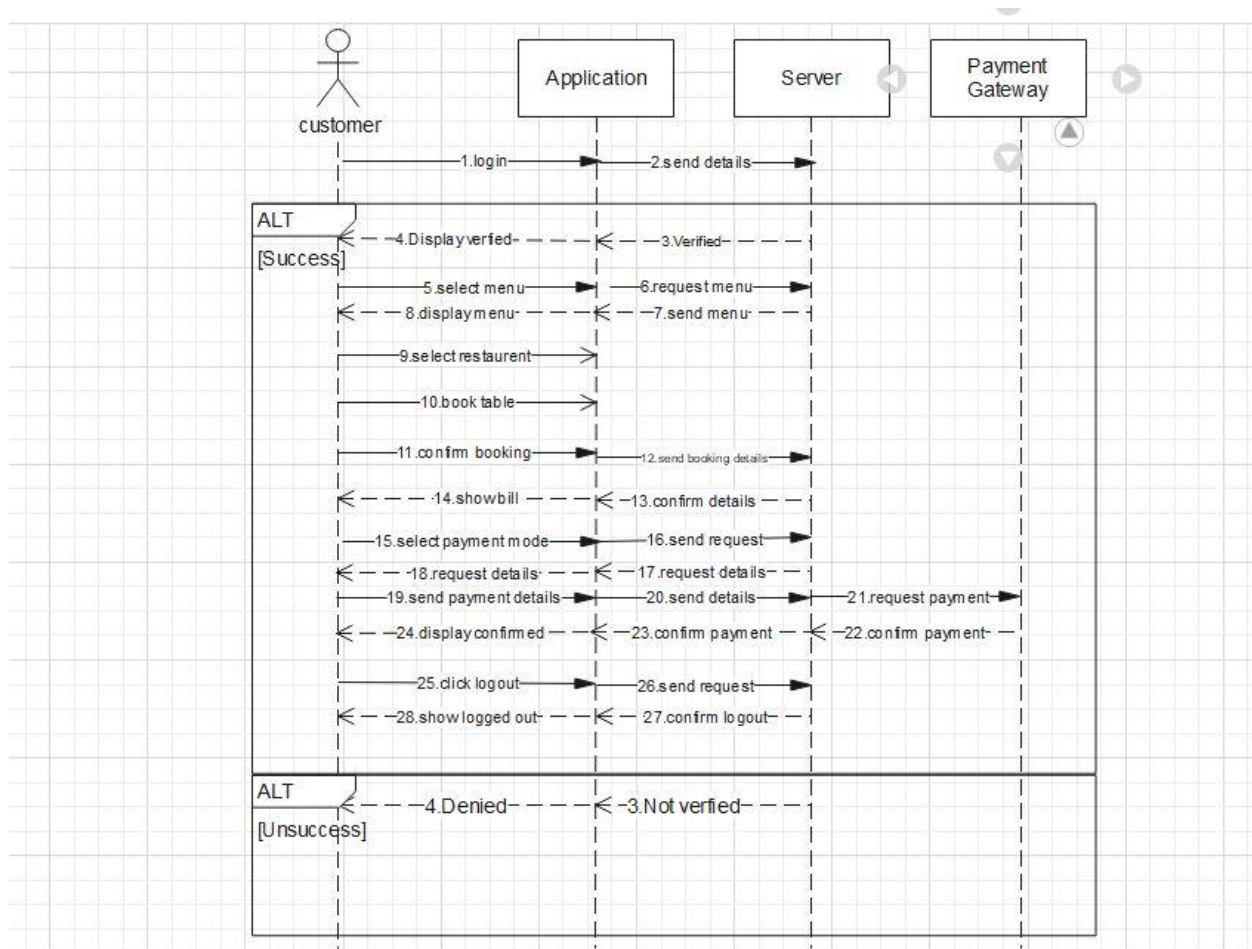 Application
Server
Payment
Gateway
customer
1.login
2.send details
ALT
4.Display verfied
3.Verified
[Success]
5.select menu
6.request menu
8.display menu
7.send menu
9.select restaurent
10.book table
11.confirm booking
12.send booking details
14.show bill
13.confirm details
15.select payment mode
16.send request
18.request details
17.request details
19.send payment details
20.send details
21.request payment
24.display confirmed
23.confirm payment
22.confirm payment
25.click logout
26.send request
28.show logged out
27.confirm logout
ALT
4.Denied
3.Not verfied
[Unsuccess]